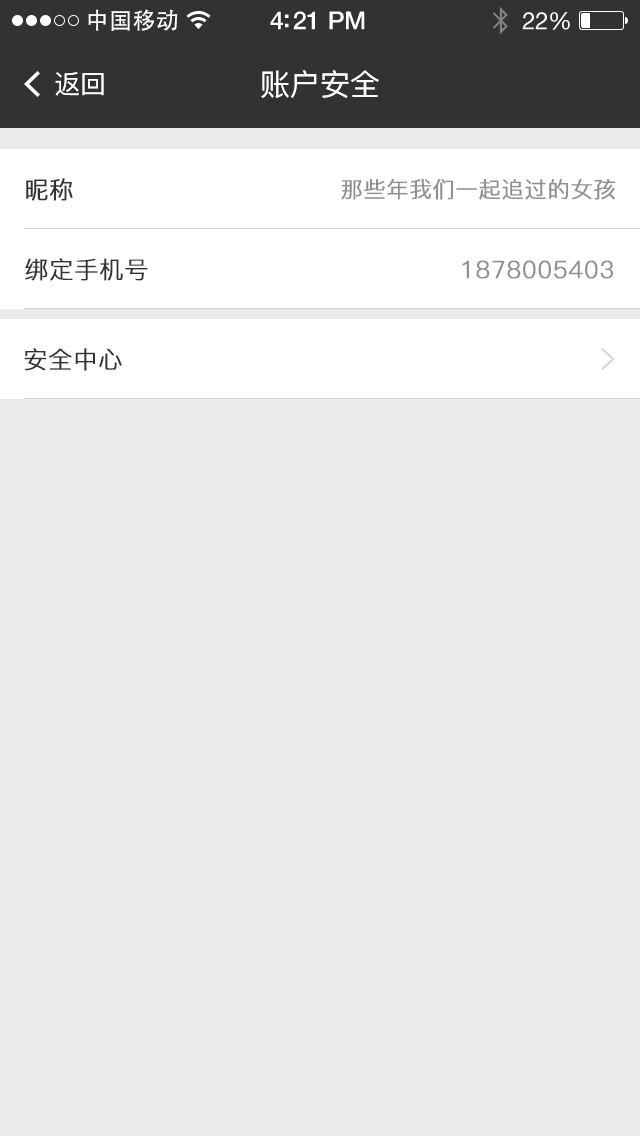 中国移动 4:21 PM 22%
返回 账户安全
昵称 那些年我们一起追过的女孩
绑定手机号 1878005403
安全中心